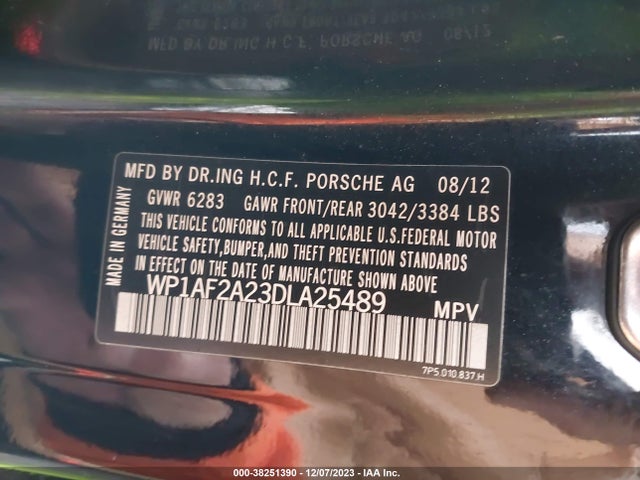 MFD BY DR.ING H.C.F. PORSCHE AG 08/12
GVWR 6283 GAWR FRONT/REAR 3042/3384 LBS
THIS VEHICLE CONFORMS TO ALL APPLICABLE U.S.FEDERAL MOTOR
VEHICLE SAFETY,BUMPER,AND THEFT PREVENTION STANDARDS
IN EFFECT ON THE DATE OF MANUFACTURE SHOWN ABOVE
WP1AF2A23DLA25489 MPV
MADE IN GERMANY
7P5.010.837.H
000-38251390 - 12/07/2023 - IAA Inc.